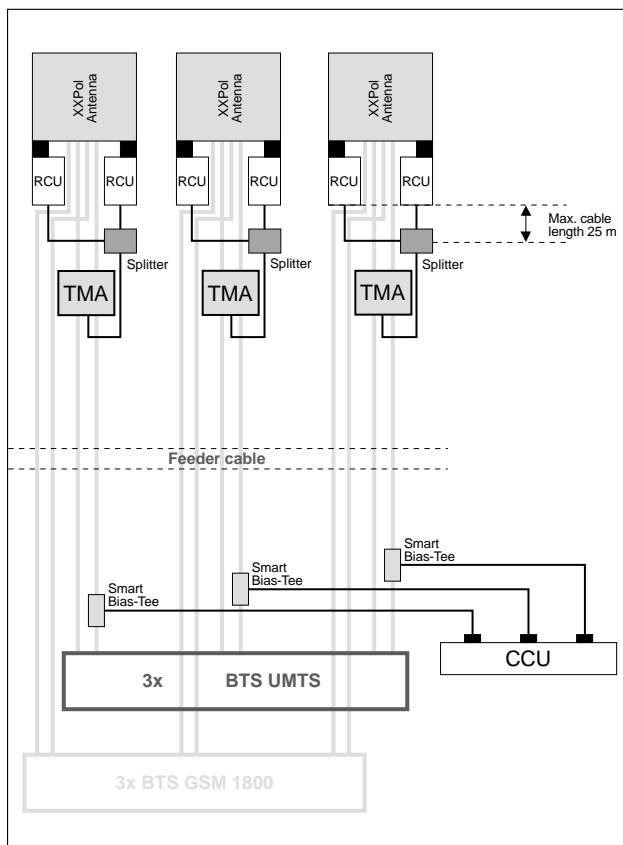 XXPol
Antenna
XXPol
Antenna
XXPol
Antenna
RCU
RCU
RCU
RCU
RCU
RCU
Max. cable
length 25 m
Splitter
Splitter
Splitter
TMA
TMA
TMA
Feeder cable
Smart
Bias-Tee
Smart
Bias-Tee
Smart
Bias-Tee
CCU
3x BTS UMTS
3x BTS GSM 1800